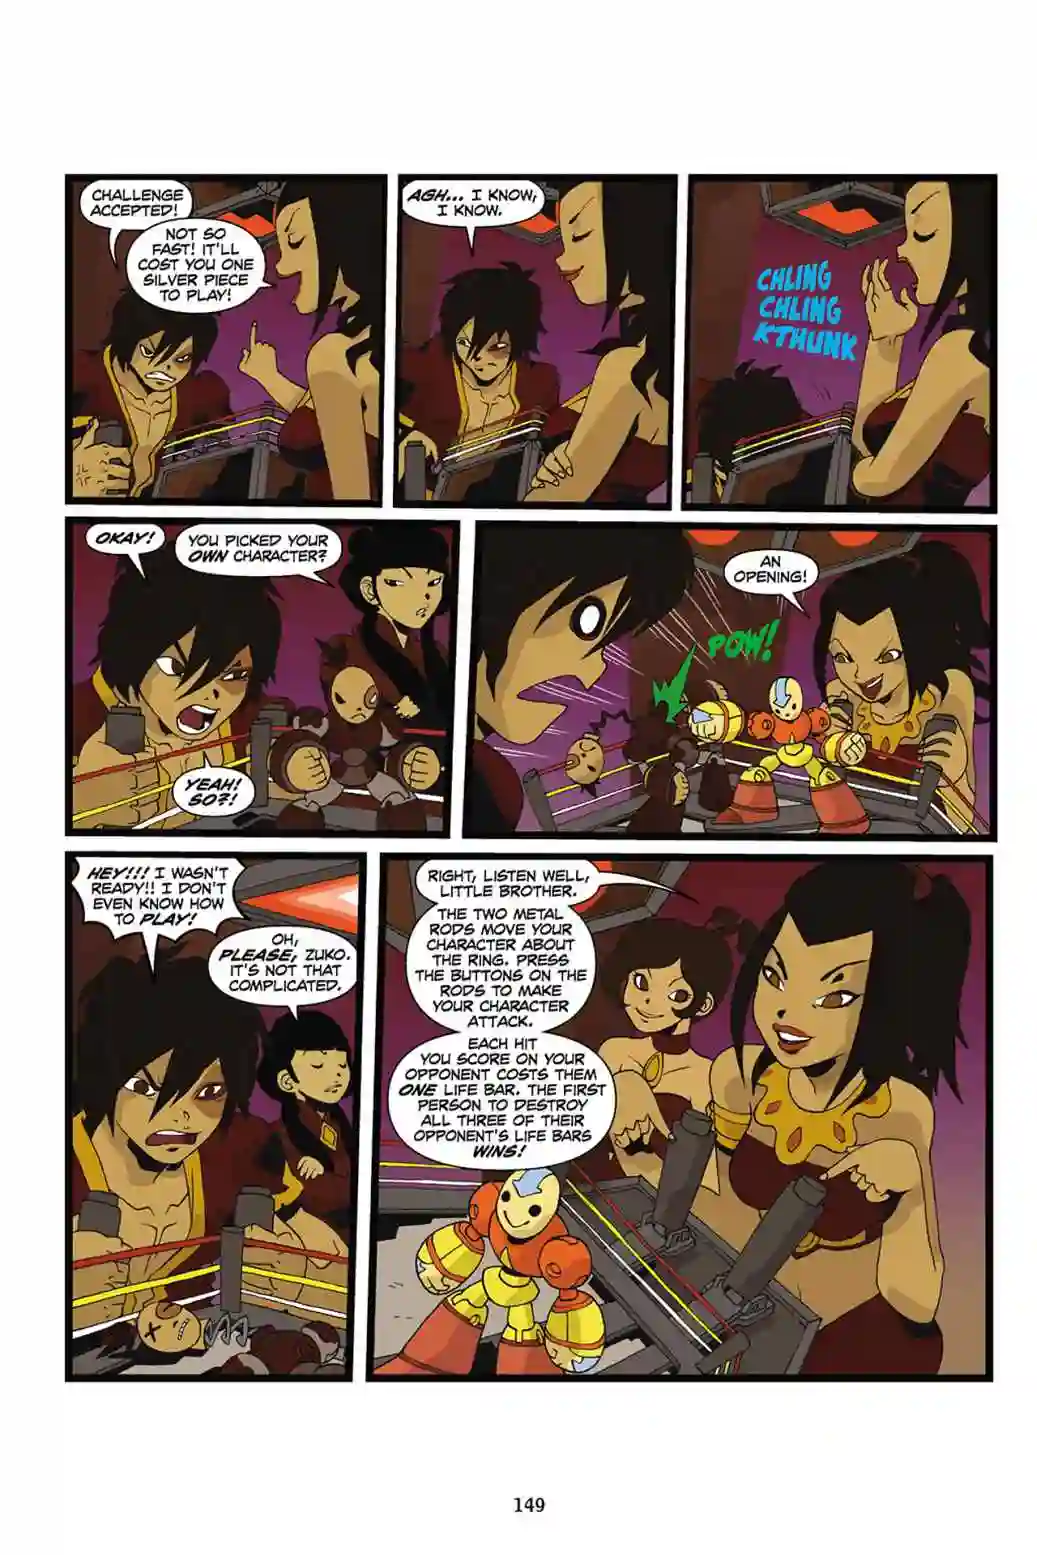 CHALLENGE
ACCEPTED!
NOT SO
FAST! IT'LL
COST YOU ONE
SILVER PIECE
TO PLAY!
AGH... I KNOW,
I KNOW.
CHLING
CHLING
KTHUNK
OKAY!
YOU PICKED YOUR
OWN CHARACTER?
YEAH!
SO?!
AN
OPENING!
POW!
HEY!!! I WASN'T
READY!! I DON'T
EVEN KNOW HOW
TO PLAY!
OH,
PLEASE, ZUKO.
IT'S NOT THAT
COMPLICATED.
RIGHT, LISTEN WELL,
LITTLE BROTHER.
THE TWO METAL
RODS MOVE YOUR
CHARACTER ABOUT
THE RING. PRESS
THE BUTTONS ON THE
RODS TO MAKE
YOUR CHARACTER
ATTACK.
EACH HIT
YOU SCORE ON YOUR
OPPONENT COSTS THEM
ONE LIFE BAR. THE FIRST
PERSON TO DESTROY
ALL THREE OF THEIR
OPPONENT'S LIFE BARS
WINS!
149